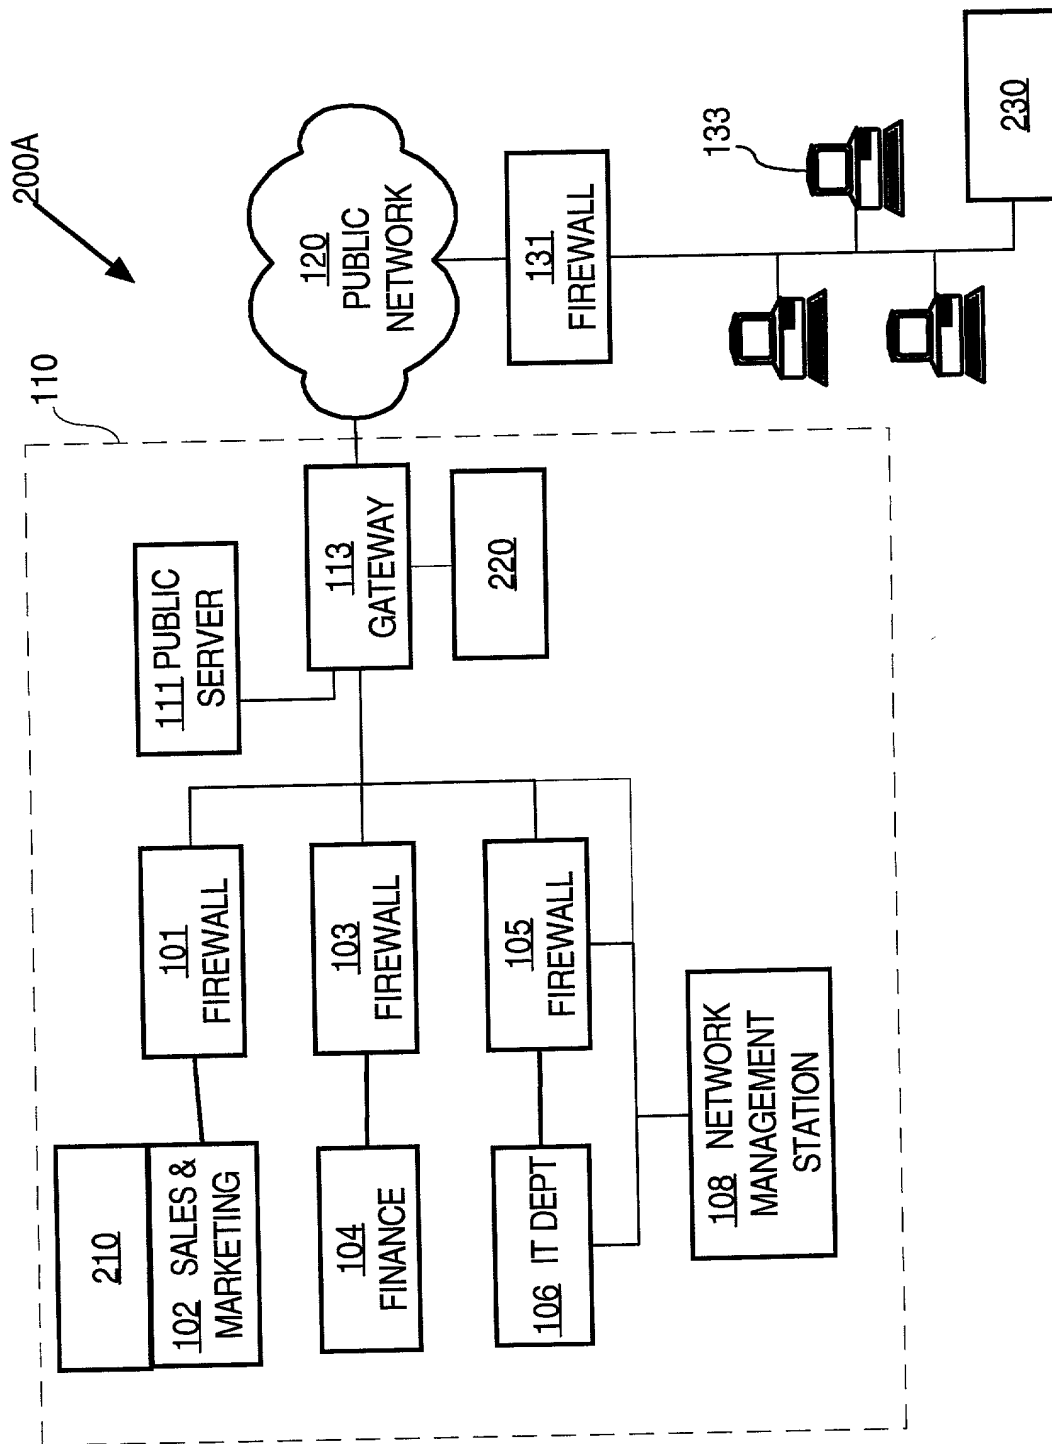 200A
110
120
PUBLIC
NETWORK
111 PUBLIC
SERVER
113
GATEWAY
220
131
FIREWALL
133
230
101
FIREWALL
103
FIREWALL
105
FIREWALL
210
102 SALES &
MARKETING
104
FINANCE
106 IT DEPT
108 NETWORK
MANAGEMENT
STATION